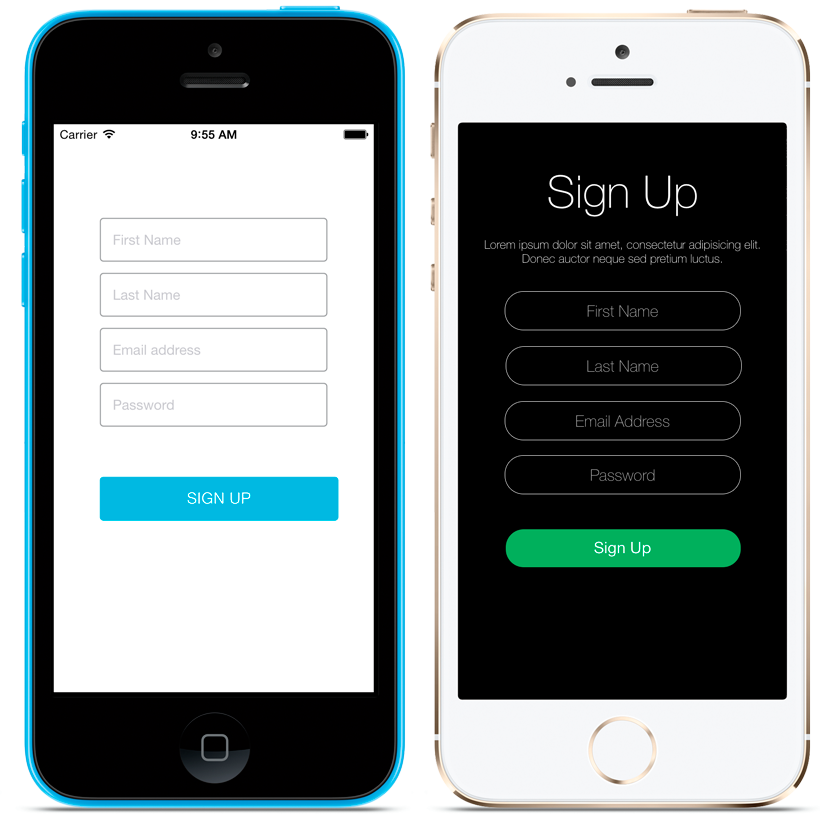 Carrier 9:55 AM
First Name
Last Name
Email address
Password
SIGN UP
Sign Up
Lorem ipsum dolor sit amet, consectetur adipisicing elit.
Donec auctor neque sed pretium luctus.
First Name
Last Name
Email Address
Password
Sign Up